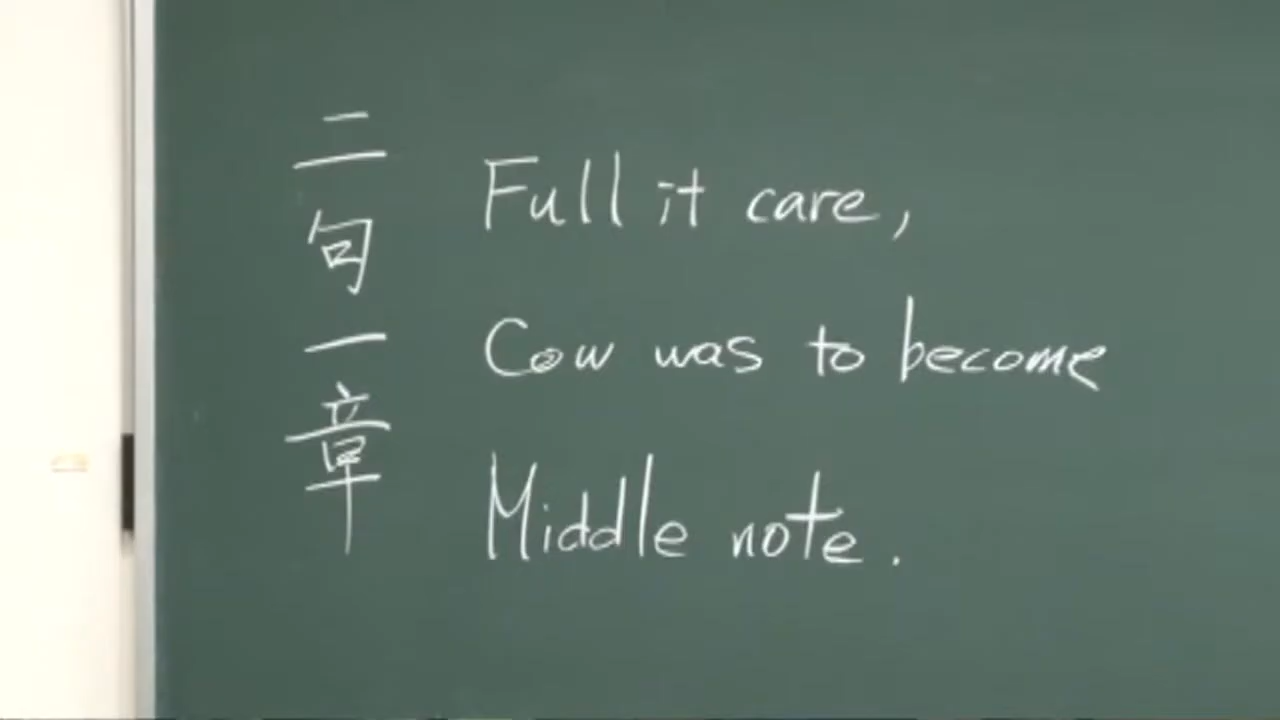 二句一章
Full it care,
Cow was to become
Middle note.